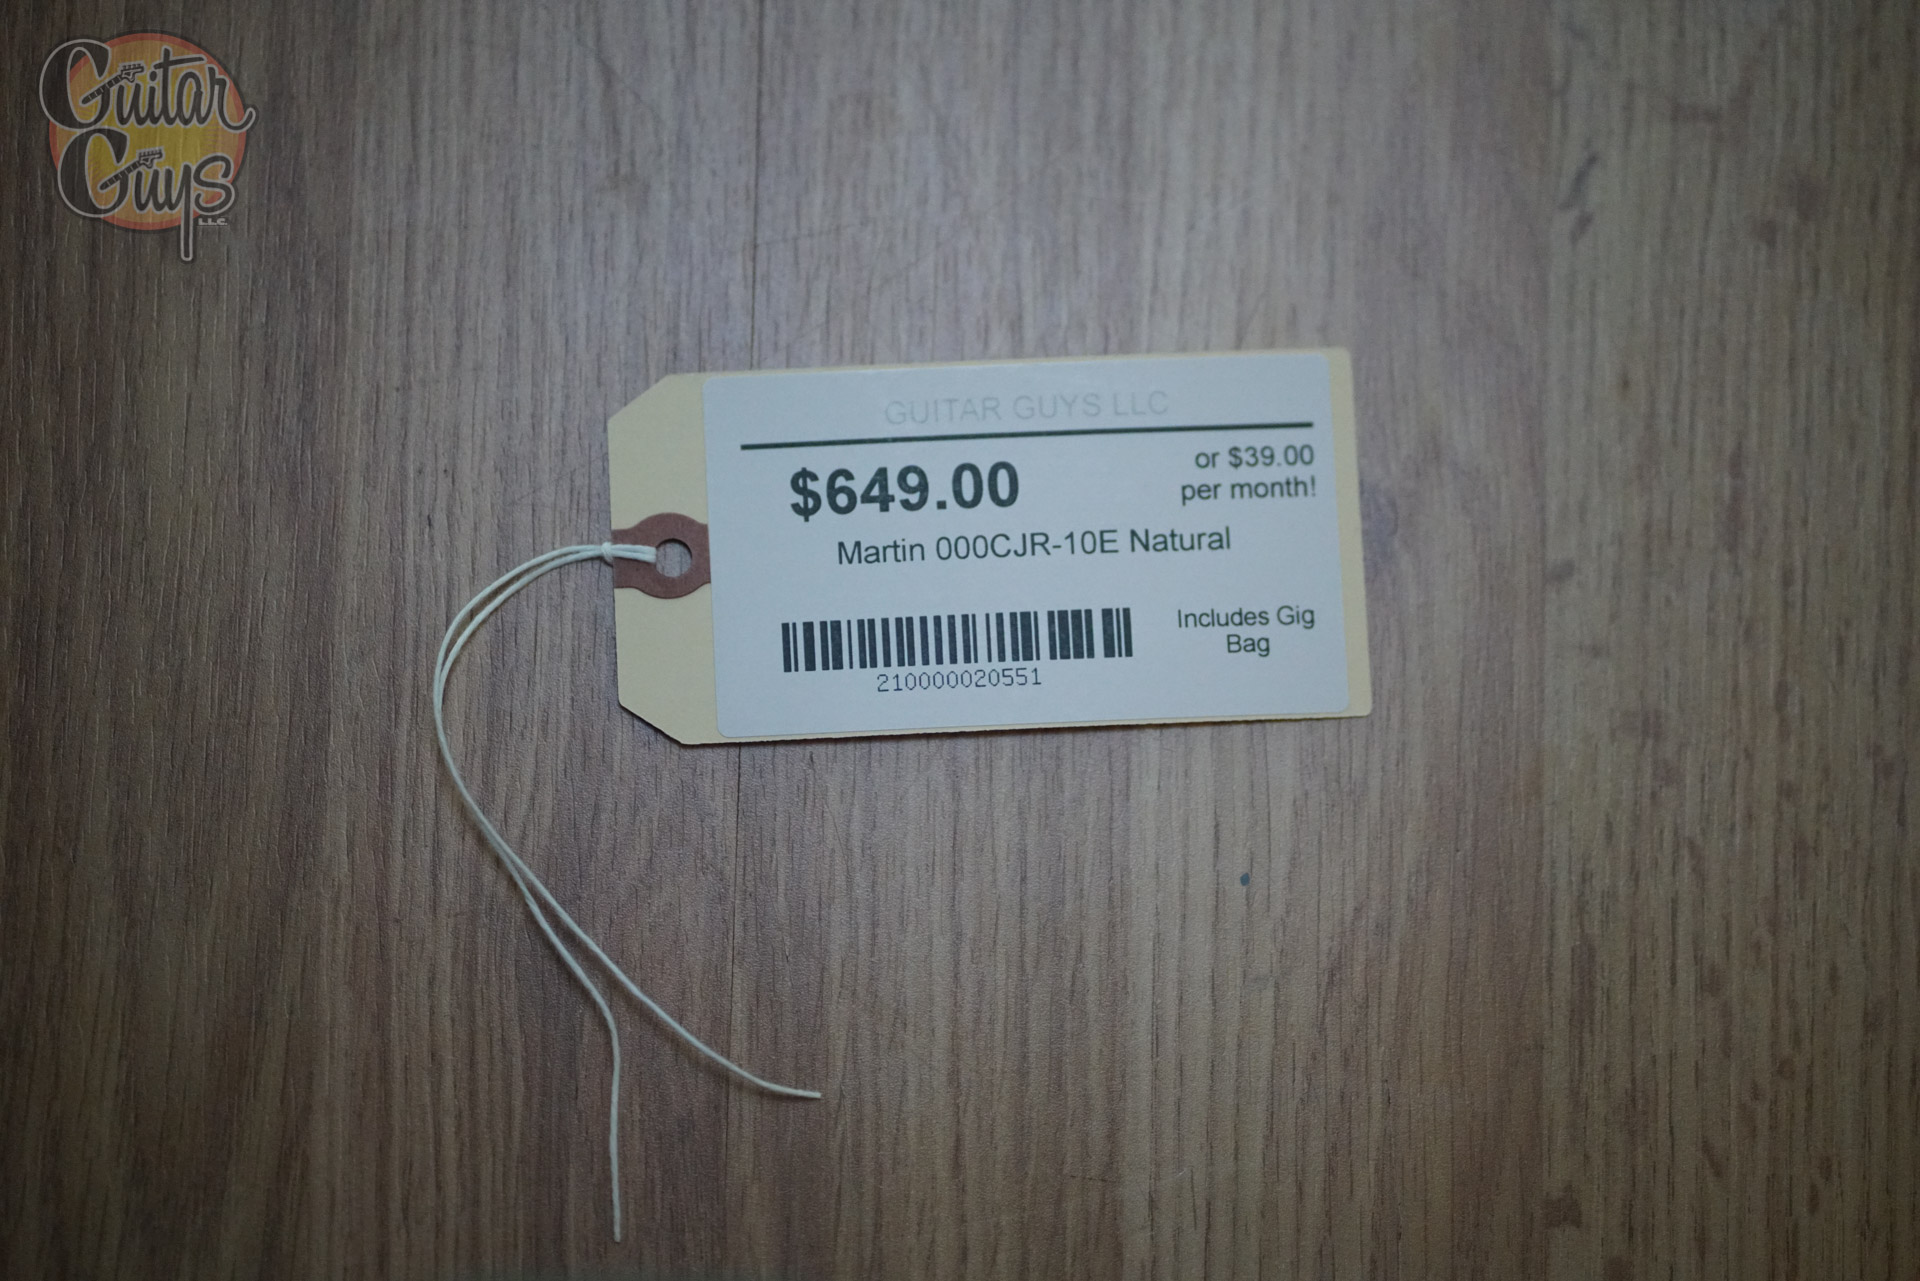 Guitar
Guys
LLC
GUITAR GUYS LLC
$649.00
or $39.00
per month!
Martin 000CJR-10E Natural
210000020551
Includes Gig
Bag